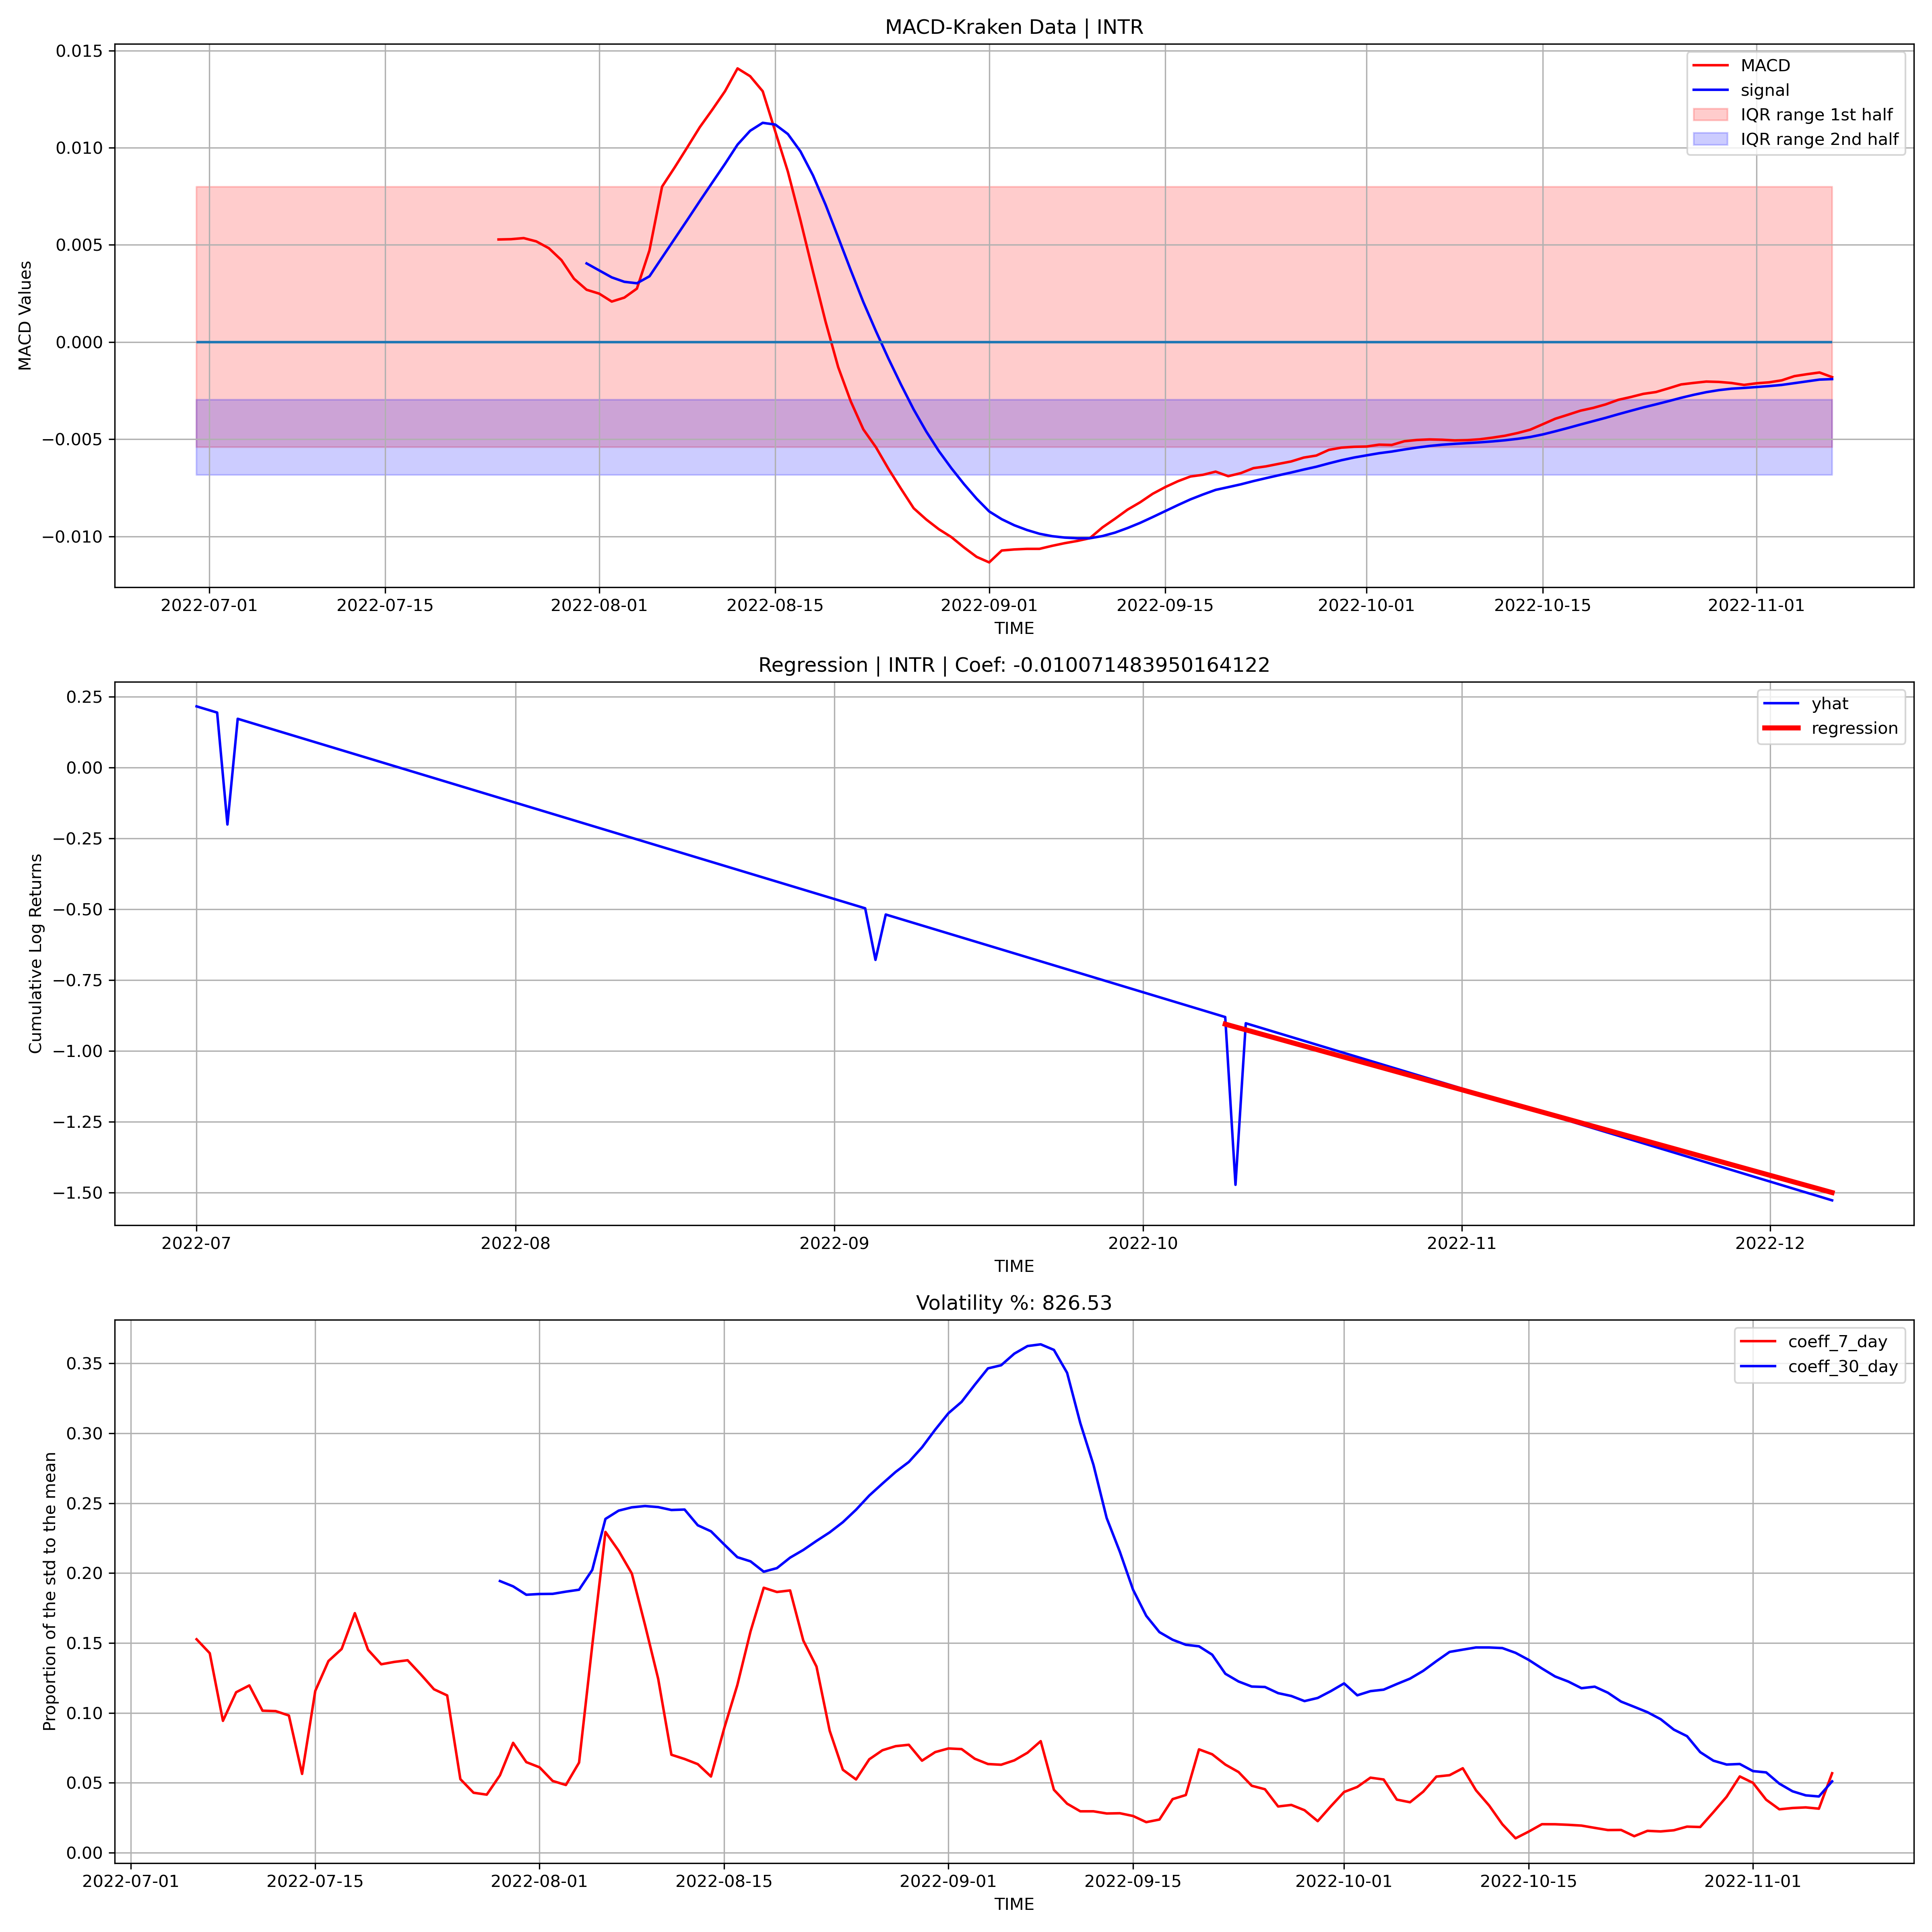 MACD-Kraken Data | INTR
MACD Values
0.015
0.010
0.005
0.000
−0.005
−0.010
MACD
signal
IQR range 1st half
IQR range 2nd half
2022-07-01 2022-07-15 2022-08-01 2022-08-15 2022-09-01 2022-09-15 2022-10-01 2022-10-15 2022-11-01
TIME
Regression | INTR | Coef: -0.010071483950164122
Cumulative Log Returns
0.25
0.00
−0.25
−0.50
−0.75
−1.00
−1.25
−1.50
yhat
regression
2022-07 2022-08 2022-09 2022-10 2022-11 2022-12
TIME
Volatility %: 826.53
Proportion of the std to the mean
0.35
0.30
0.25
0.20
0.15
0.10
0.05
0.00
coeff_7_day
coeff_30_day
2022-07-01 2022-07-15 2022-08-01 2022-08-15 2022-09-01 2022-09-15 2022-10-01 2022-10-15 2022-11-01
TIME